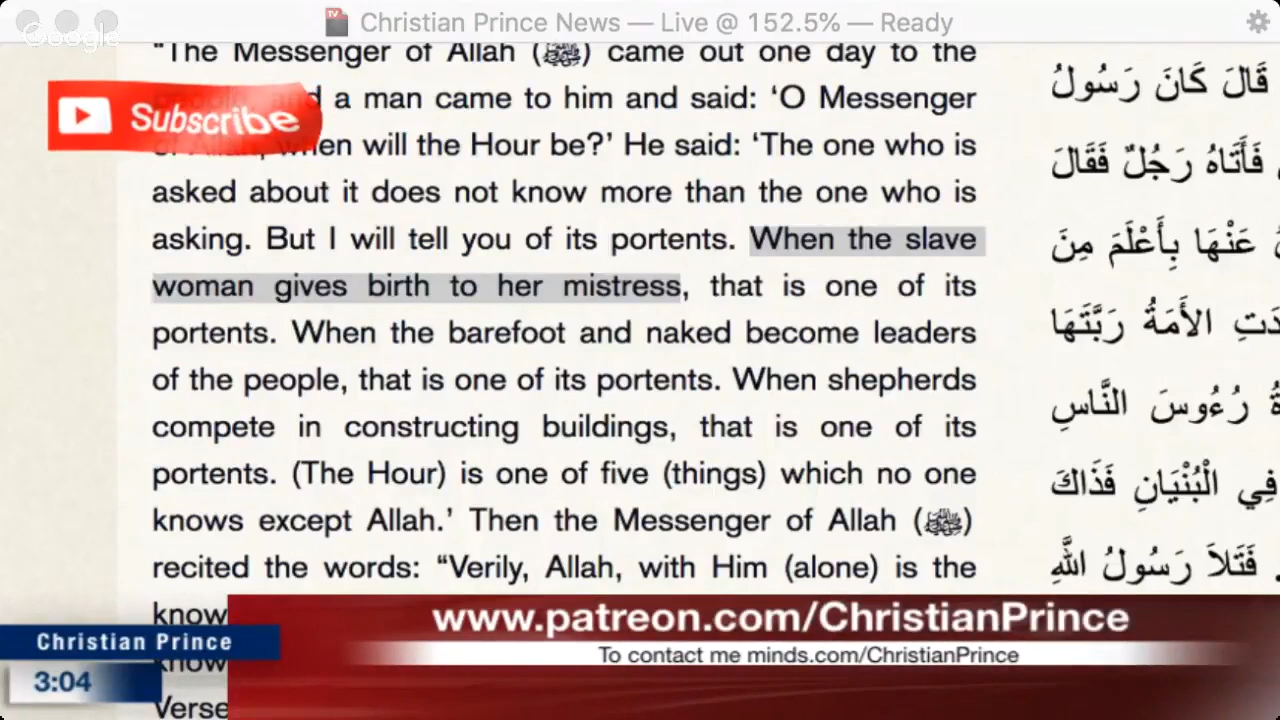 Christian Prince News — Live @ 152.5% — Ready
Google
"The Messenger of Allah (ﷺ) came out one day to the
and a man came to him and said: 'O Messenger
of Allah, when will the Hour be?' He said: 'The one who is
asked about it does not know more than the one who is
asking. But I will tell you of its portents. When the slave
woman gives birth to her mistress, that is one of its
portents. When the barefoot and naked become leaders
of the people, that is one of its portents. When shepherds
compete in constructing buildings, that is one of its
portents. (The Hour) is one of five (things) which no one
knows except Allah.' Then the Messenger of Allah (ﷺ)
recited the words: "Verily, Allah, with Him (alone) is the
know
know
Verse
قَالَ كَانَ رَسُولُ
فَأَتَاهُ رَجُلٌ فَقَالَ
عَنْهَا بِأَعْلَمَ مِنَ
الأَمَةُ رَبَّتَهَا
رُءُوسَ النَّاسِ
فِي الْبُنْيَانِ فَذَاكَ
فَتَلاَ رَسُولُ اللَّهِ
Subscribe
www.patreon.com/ChristianPrince
To contact me minds.com/ChristianPrince
Christian Prince
3:04